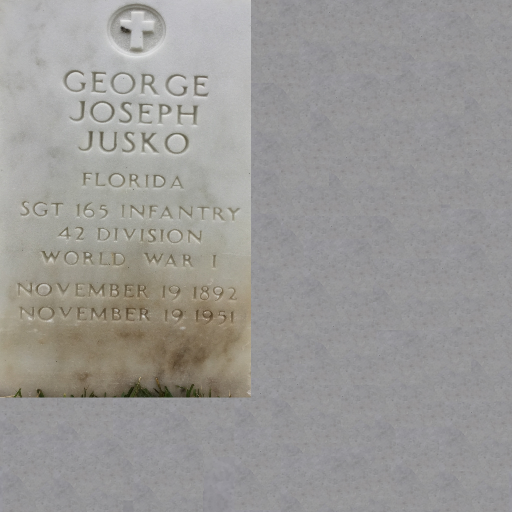 GEORGE
JOSEPH
JUSKO
FLORIDA
SGT 165 INFANTRY
42 DIVISION
WORLD WAR I
NOVEMBER 19 1892
NOVEMBER 19 1951